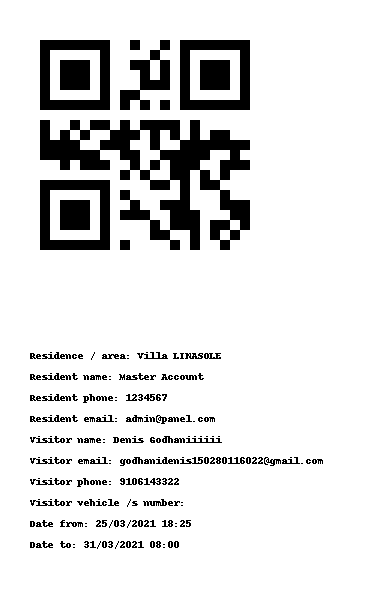 Residence / area: Villa LINASOLE
Resident name: Master Account
Resident phone: 1234567
Resident email: admin@panel.com
Visitor name: Denis Godhaniiiiii
Visitor email: godhanidenis150280116022@gmail.com
Visitor phone: 9106143322
Visitor vehicle /s number:
Date from: 25/03/2021 18:25
Date to: 31/03/2021 08:00